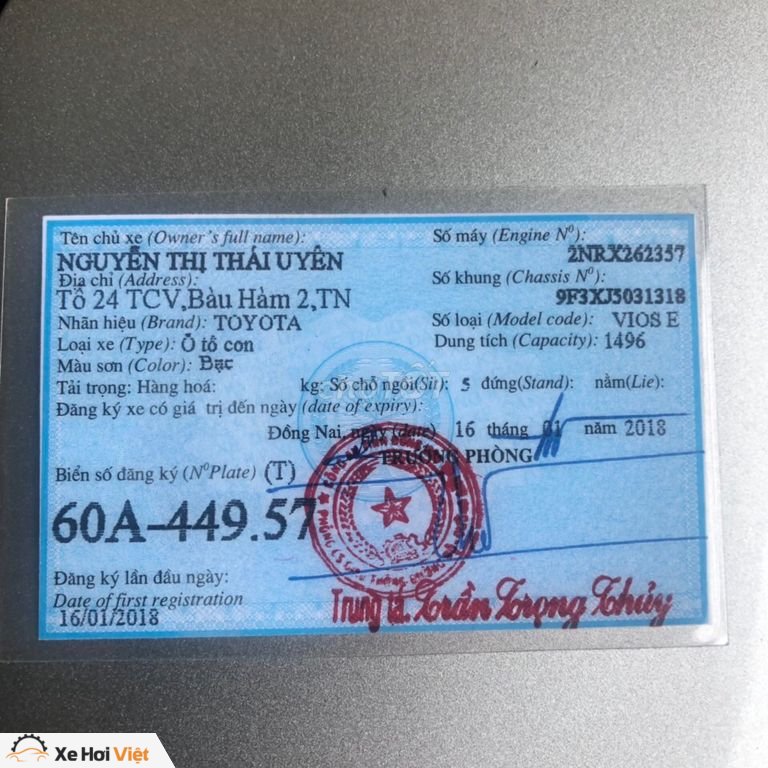 Tên chủ xe (Owner's full name):
NGUYỄN THỊ THÁI UYÊN
Địa chỉ (Address):
Tổ 24 TCV,Bàu Hàm 2,TN
Nhãn hiệu (Brand): TOYOTA
Loại xe (Type): Ô tô con
Màu sơn (Color): Bạc
Số máy (Engine Nº):
2NRX262357
Số khung (Chassis Nº):
9F3XJ5031318
Số loại (Model code): VIOS E
Dung tích (Capacity): 1496
Tải trọng: Hàng hoá: kg: Số chỗ ngồi(Sit): 5 đứng(Stand): nằm(Lie):
Đăng ký xe có giá trị đến ngày (date of expiry):
Đồng Nai, ngày (date) 16 tháng 01 năm 2018
TRƯỞNG PHÒNG
Biển số đăng ký (NºPlate) (T)
60A-449.57
Đăng ký lần đầu ngày:
Date of first registration
16/01/2018
Trung tá. Trần Trọng Thủy
Xe Hơi Việt